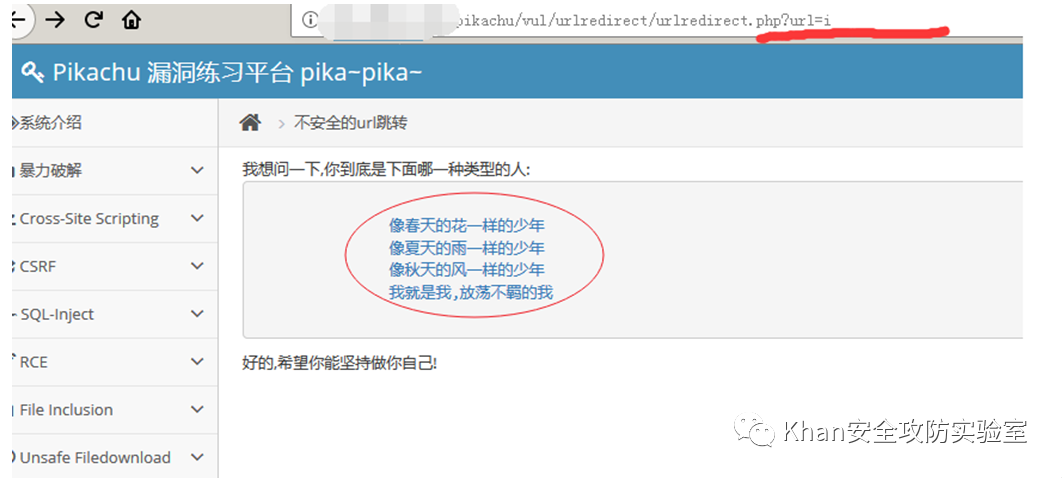 pikachu/vul/urlredirect/urlredirect.php?url=i
Pikachu 漏洞练习平台 pika~pika~
系统介绍
不安全的url跳转
暴力破解
Cross-Site Scripting
CSRF
SQL-Inject
RCE
File Inclusion
Unsafe Filedownload
我想问一下,你到底是下面哪一种类型的人:
像春天的花一样的少年
像夏天的雨一样的少年
像秋天的风一样的少年
我就是我,放荡不羁的我
好的,希望你能坚持做你自己!
Khan安全攻防实验室